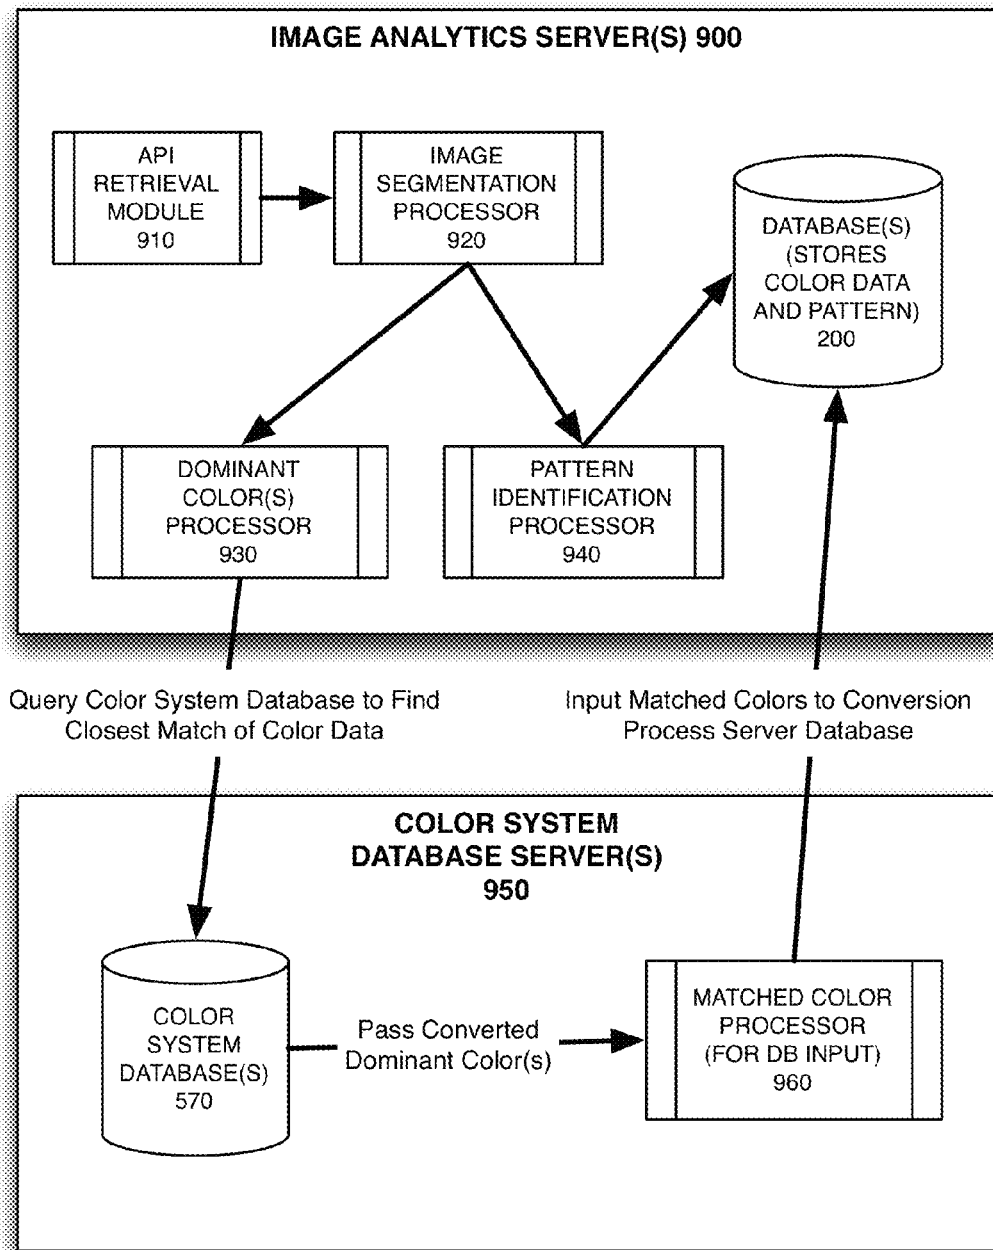 IMAGE ANALYTICS SERVER(S) 900
API
RETRIEVAL
MODULE
910
IMAGE
SEGMENTATION
PROCESSOR
920
DATABASE(S)
(STORES
COLOR DATA
AND PATTERN)
200
DOMINANT
COLOR(S)
PROCESSOR
930
PATTERN
IDENTIFICATION
PROCESSOR
940
Query Color System Database to Find
Closest Match of Color Data
Input Matched Colors to Conversion
Process Server Database
COLOR SYSTEM
DATABASE SERVER(S)
950
COLOR
SYSTEM
DATABASE(S)
570
Pass Converted
Dominant Color(s)
MATCHED COLOR
PROCESSOR
(FOR DB INPUT)
960